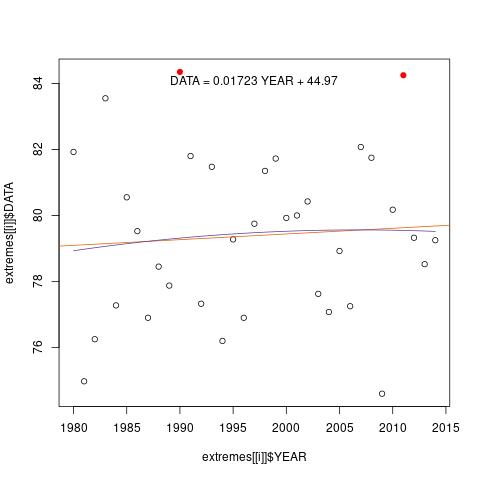 DATA = 0.01723 YEAR + 44.97
84
82
80
78
76
extremes[[i]]$DATA
1980 1985 1990 1995 2000 2005 2010 2015
extremes[[i]]$YEAR